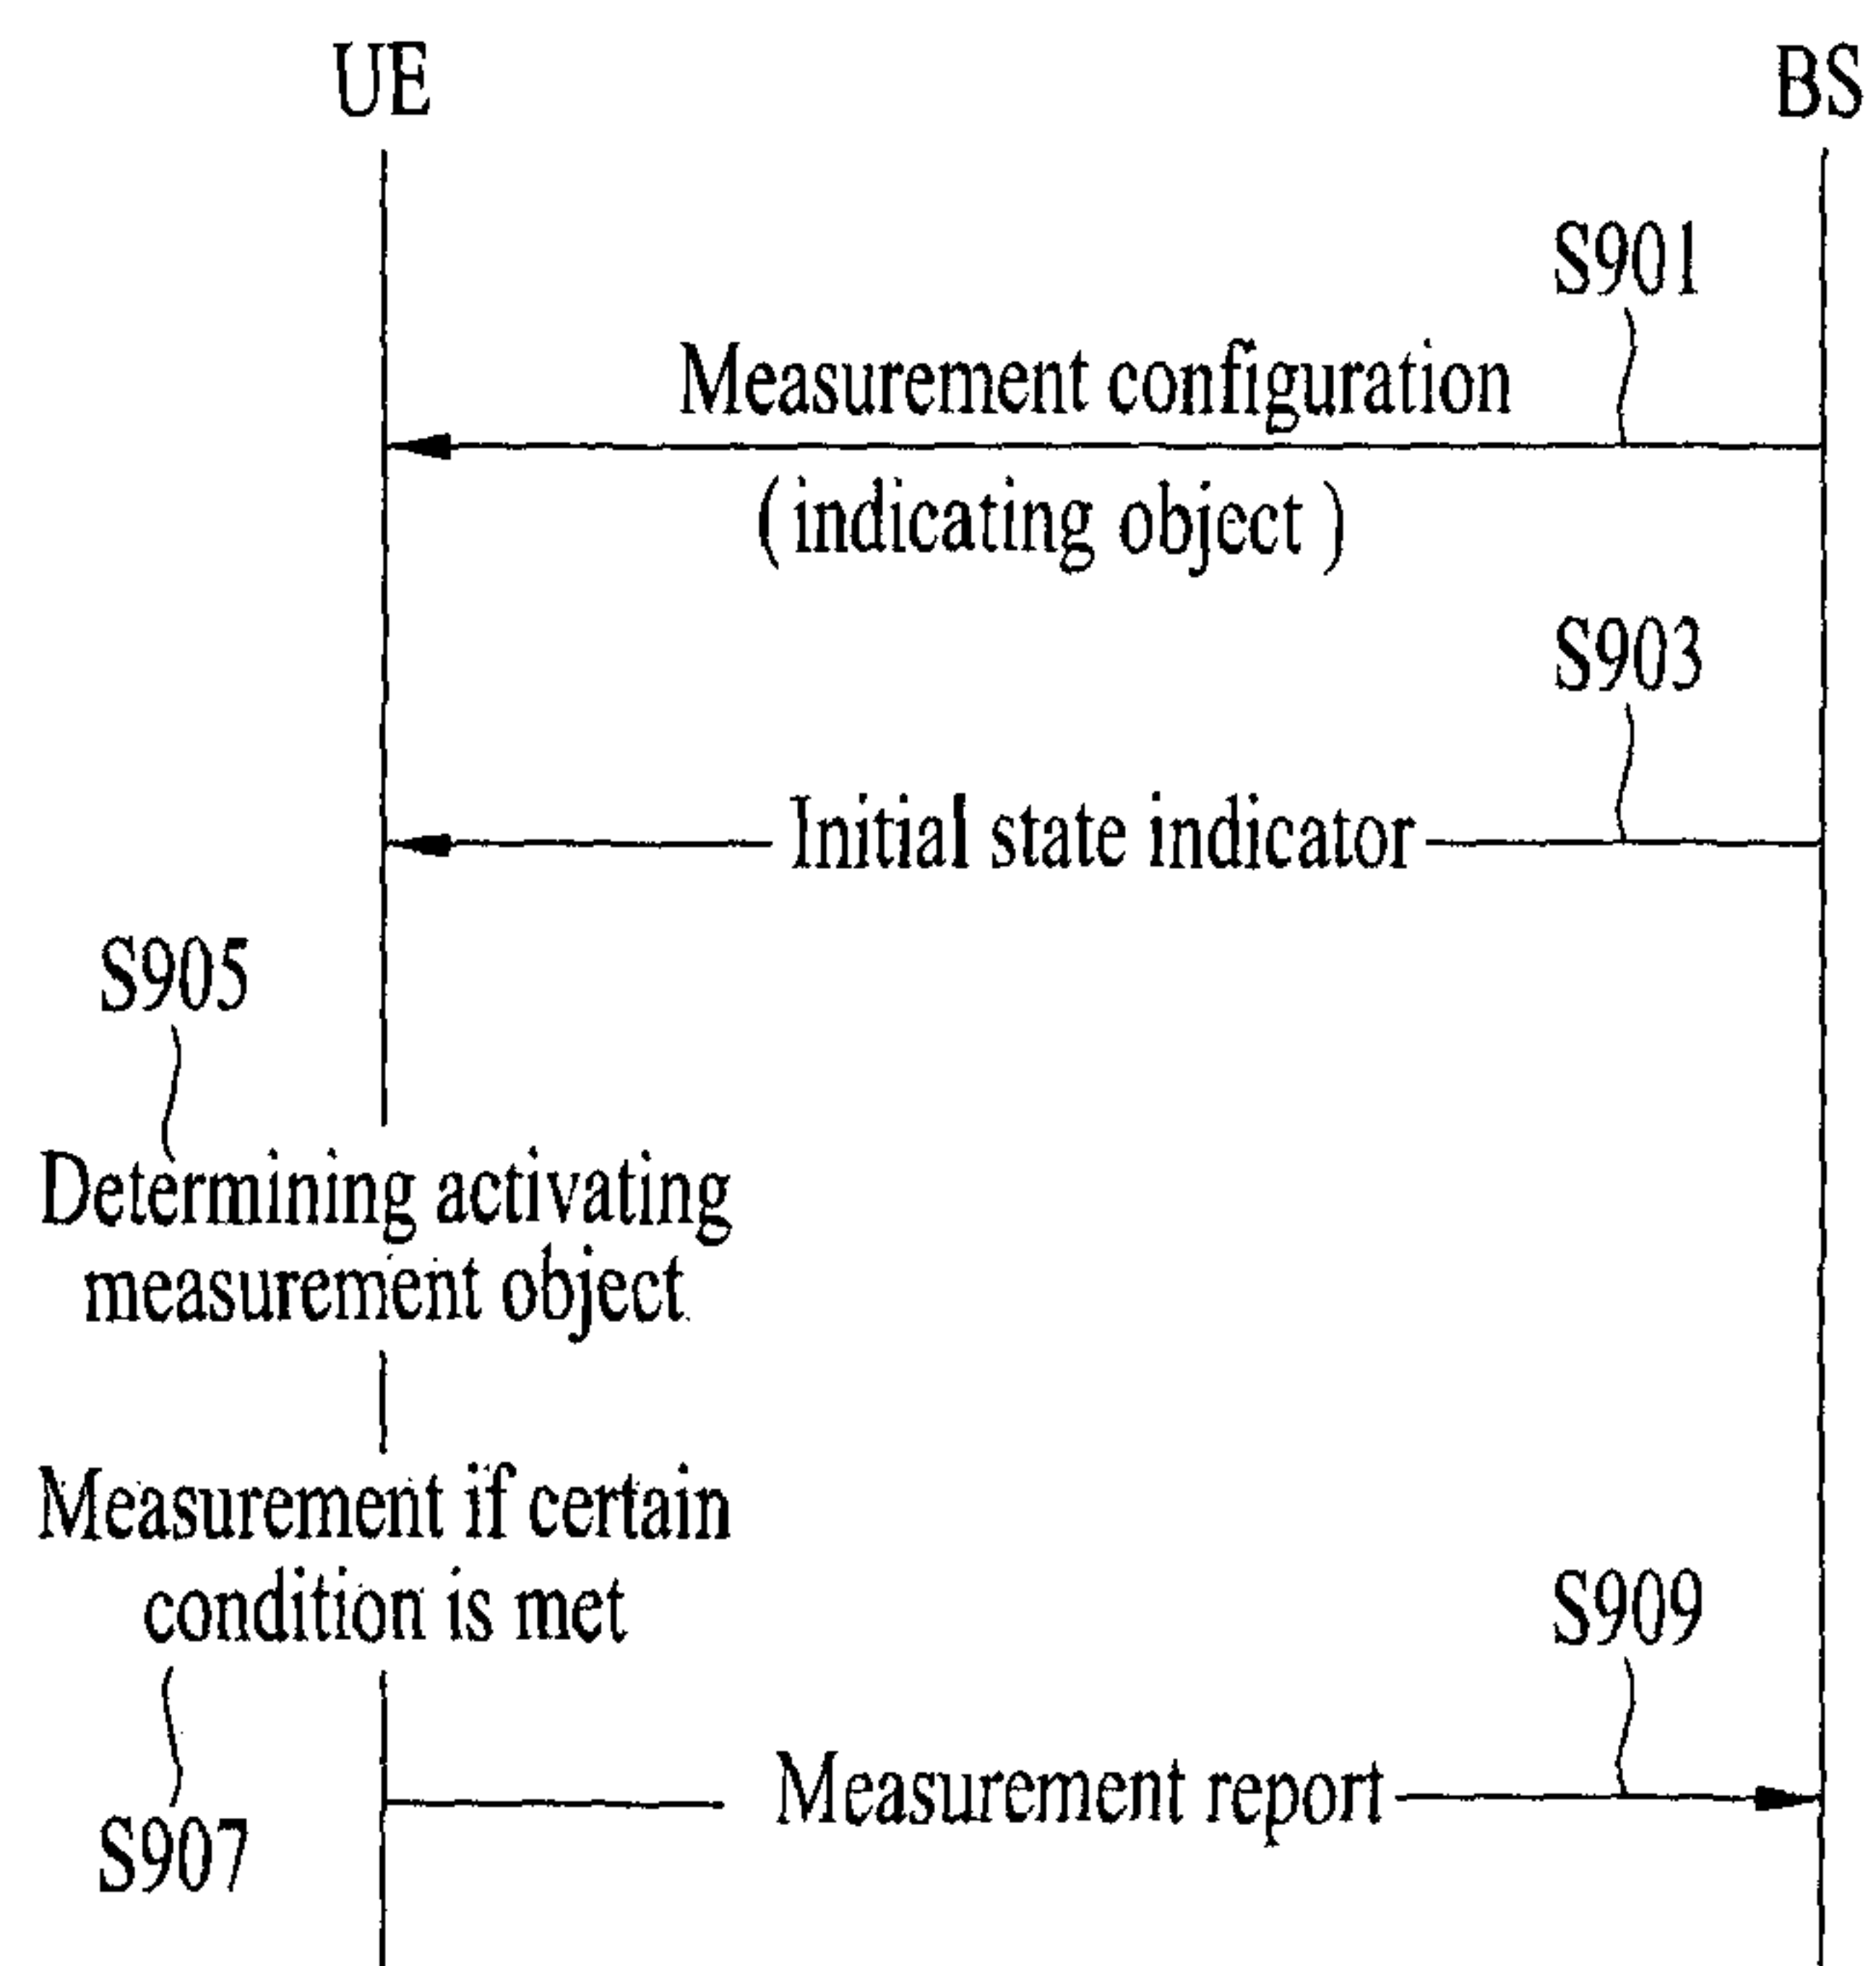 UE
BS
S901
Measurement configuration
( indicating object )
S903
Initial state indicator
S905
Determining activating
measurement object
Measurement if certain
condition is met
S909
Measurement report
S907